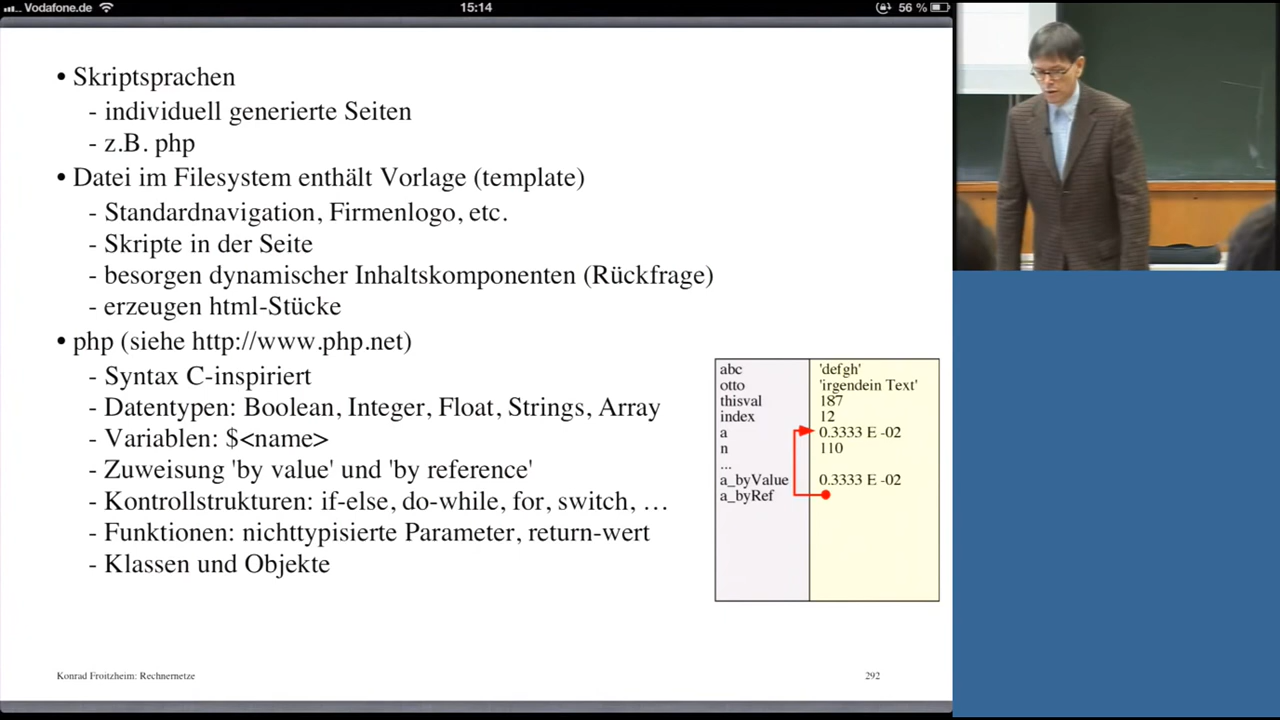 Vodafone.de 15:14 56 %
• Skriptsprachen
- individuell generierte Seiten
- z.B. php
• Datei im Filesystem enthält Vorlage (template)
- Standardnavigation, Firmenlogo, etc.
- Skripte in der Seite
- besorgen dynamischer Inhaltskomponenten (Rückfrage)
- erzeugen html-Stücke
• php (siehe http://www.php.net)
- Syntax C-inspiriert
- Datentypen: Boolean, Integer, Float, Strings, Array
- Variablen: $<name>
- Zuweisung 'by value' und 'by reference'
- Kontrollstrukturen: if-else, do-while, for, switch, …
- Funktionen: nichttypisierte Parameter, return-wert
- Klassen und Objekte
abc 'defgh'
otto 'irgendein Text'
thisval 187
index 12
a 0.3333 E -02
n 110
...
a_byValue 0.3333 E -02
a_byRef
Konrad Froitzheim: Rechnernetze 292